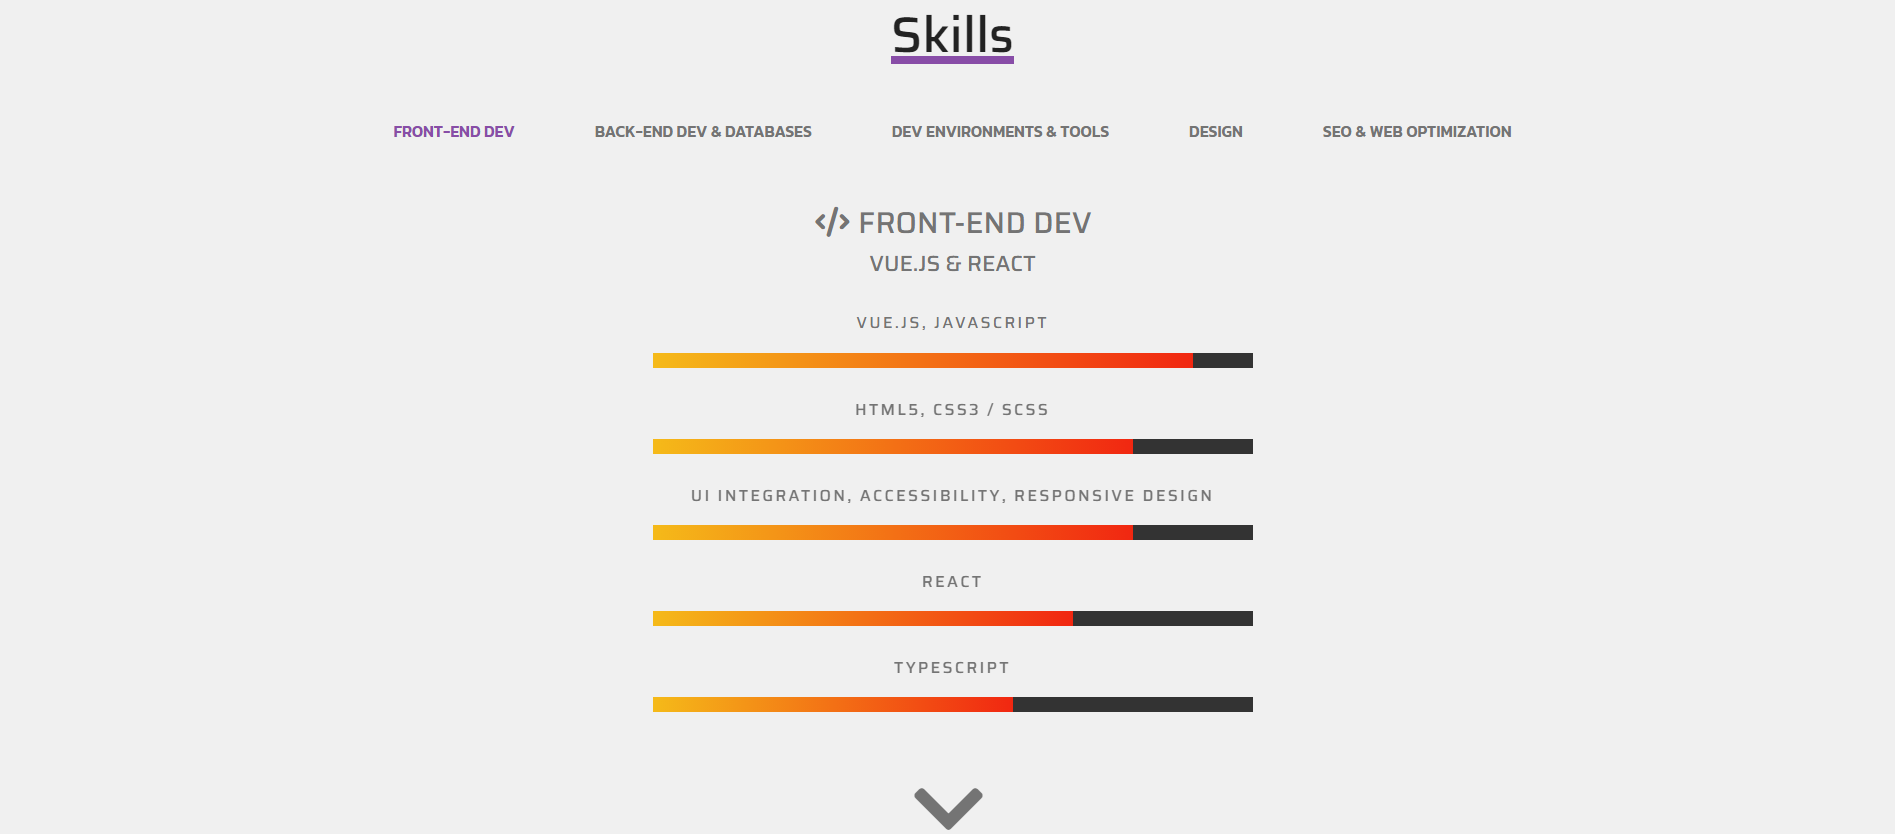 Skills
FRONT-END DEV BACK-END DEV & DATABASES DEV ENVIRONMENTS & TOOLS DESIGN SEO & WEB OPTIMIZATION
</> FRONT-END DEV
VUE.JS & REACT
VUE.JS, JAVASCRIPT
HTML5, CSS3 / SCSS
UI INTEGRATION, ACCESSIBILITY, RESPONSIVE DESIGN
REACT
TYPESCRIPT